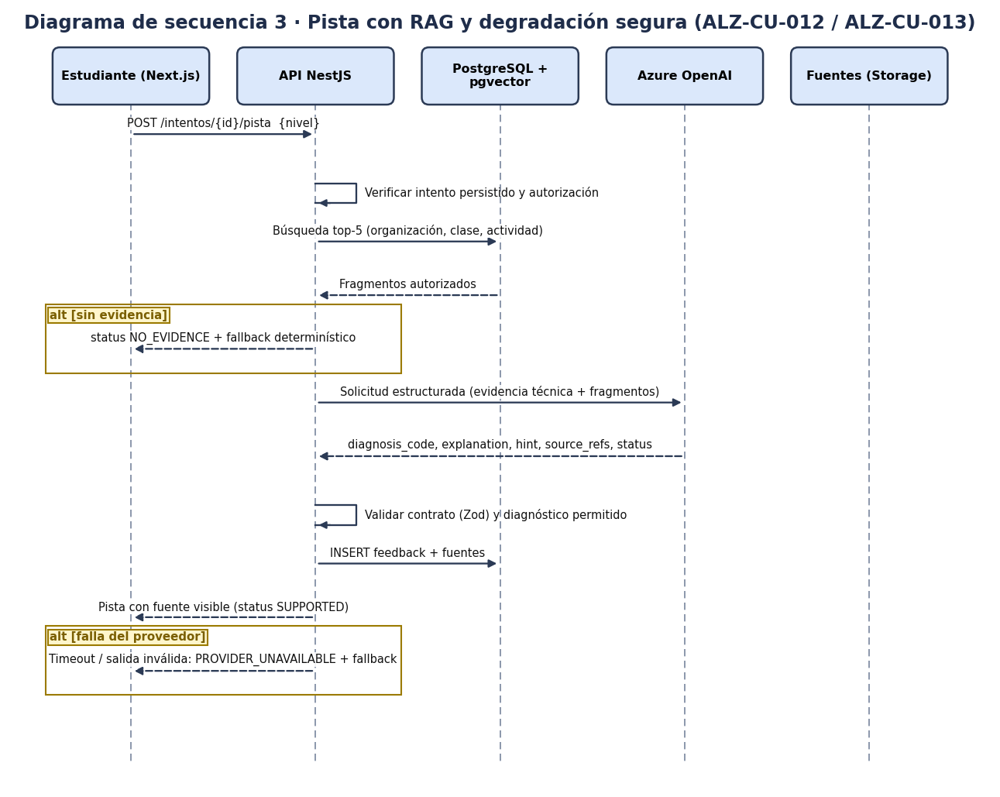 Diagrama de secuencia 3 · Pista con RAG y degradación segura (ALZ-CU-012 / ALZ-CU-013)
Estudiante (Next.js)
API NestJS
PostgreSQL +
pgvector
Azure OpenAI
Fuentes (Storage)
POST /intentos/{id}/pista  {nivel}
Verificar intento persistido y autorización
Búsqueda top-5 (organización, clase, actividad)
Fragmentos autorizados
alt [sin evidencia]
status NO_EVIDENCE + fallback determinístico
Solicitud estructurada (evidencia técnica + fragmentos)
diagnosis_code, explanation, hint, source_refs, status
Validar contrato (Zod) y diagnóstico permitido
INSERT feedback + fuentes
Pista con fuente visible (status SUPPORTED)
alt [falla del proveedor]
Timeout / salida inválida: PROVIDER_UNAVAILABLE + fallback